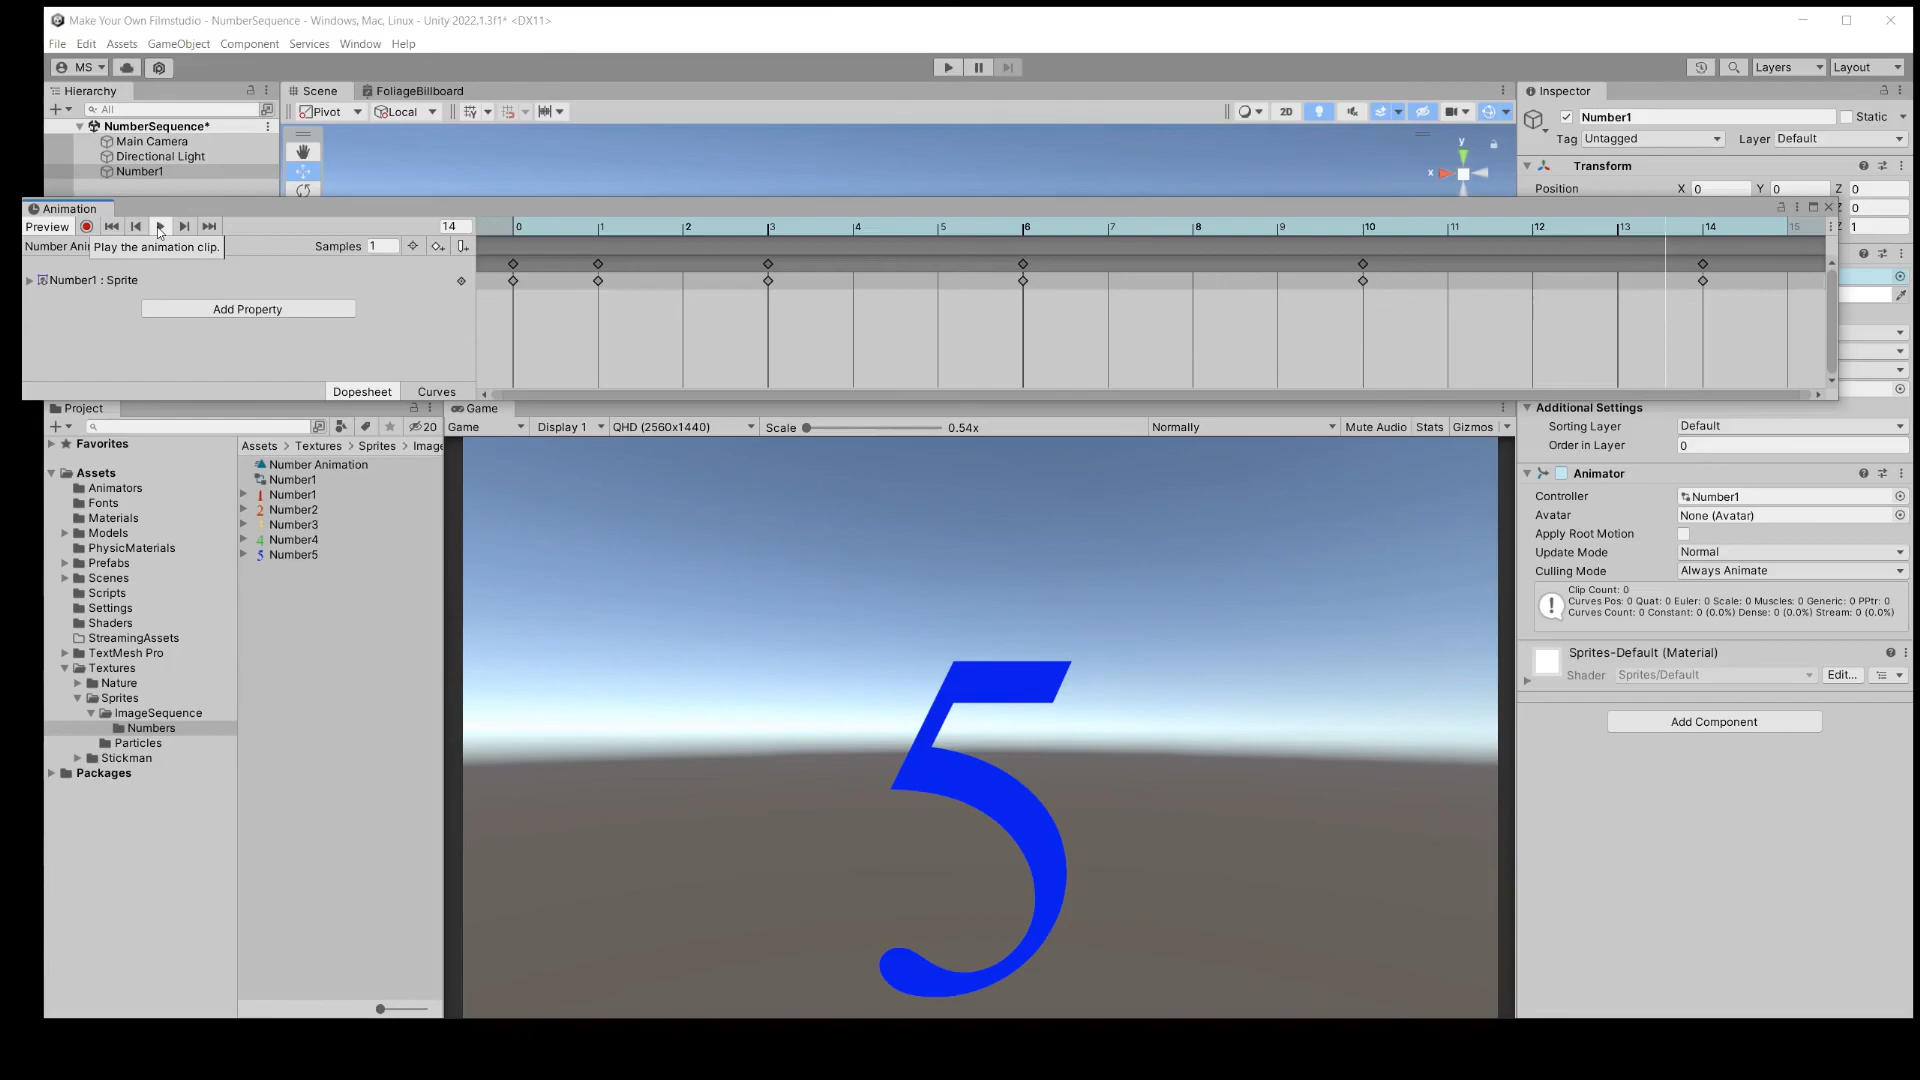 Make Your Own Filmstudio - NumberSequence - Windows, Mac, Linux - Unity 2022.1.3f1* <DX11>
File Edit Assets GameObject Component Services Window Help
MS Layers Layout
Hierarchy Scene FoliageBillboard Inspector
All Pivot Local 2D Number1 Static
NumberSequence* Tag Untagged Layer Default
Main Camera
Directional Light Transform
Number1 Position X 0 Y 0 Z 0
y
x
Animation Z 0
Preview 14 0 1 2 3 4 5 6 7 8 9 10 11 12 13 14 15 Z 1
Number Ani Play the animation clip. Samples 1
Number1 : Sprite
Add Property
Dopesheet Curves
Project Game Additional Settings
20 Game Display 1 QHD (2560x1440) Scale 0.54x Normally Mute Audio Stats Gizmos Sorting Layer Default
Favorites Assets > Textures > Sprites > Image Order in Layer 0
Number Animation
Assets Number1 Animator
Animators 1 Number1 Controller Number1
Fonts 2 Number2 Avatar None (Avatar)
Materials 3 Number3 Apply Root Motion
Models 4 Number4 Update Mode Normal
PhysicMaterials 5 Number5 Culling Mode Always Animate
Prefabs
Scenes
Scripts
Settings
Shaders
StreamingAssets
TextMesh Pro
Textures
Nature
Sprites
ImageSequence
Numbers
Particles
Stickman
Packages
Clip Count: 0
Curves Pos: 0 Quat: 0 Euler: 0 Scale: 0 Muscles: 0 Generic: 0 PPtr: 0
Curves Count: 0 Constant: 0 (0.0%) Dense: 0 (0.0%) Stream: 0 (0.0%)
Sprites-Default (Material)
Shader Sprites/Default Edit...
Add Component
5